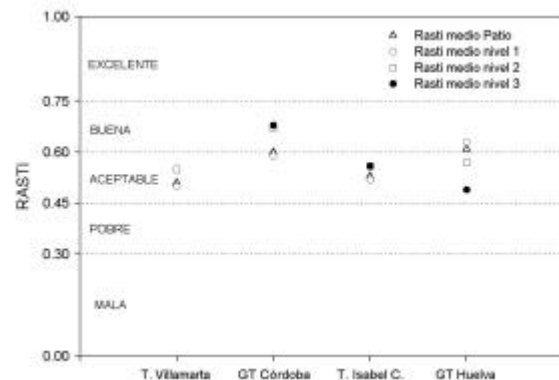 1.00
Rasti medio Patio
Rasti medio nivel 1
Rasti medio nivel 2
Rasti medio nivel 3
EXCELENTE
0.75
BUENA
0.60
RASTI
ACEPTABLE
0.45
POBRE
0.30
MALA
0.00
T. Villamarta GT Córdoba T. Isabel C. GT Huelva